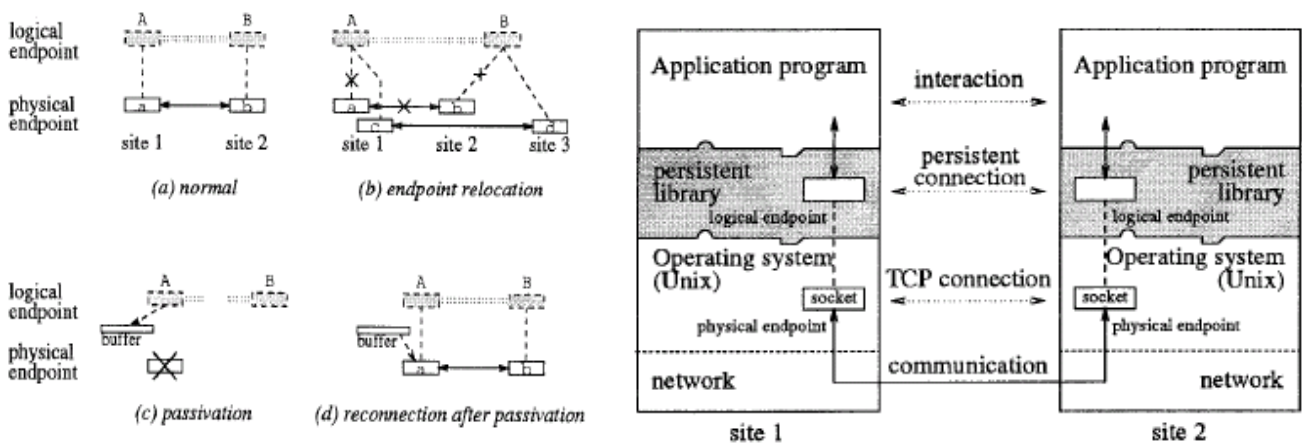 logical
endpoint
A
B
physical
endpoint
a
b
site 1
site 2
(a) normal
A
B
a
b
c
d
site 1
site 2
site 3
(b) endpoint relocation
logical
endpoint
A
B
buffer
physical
endpoint
(c) passivation
A
B
buffer
a
b
(d) reconnection after passivation
Application program
persistent
library
logical endpoint
Operating system
(Unix)
socket
physical endpoint
network
site 1
interaction
persistent
connection
TCP connection
communication
Application program
persistent
library
logical endpoint
Operating system
(Unix)
socket
physical endpoint
network
site 2